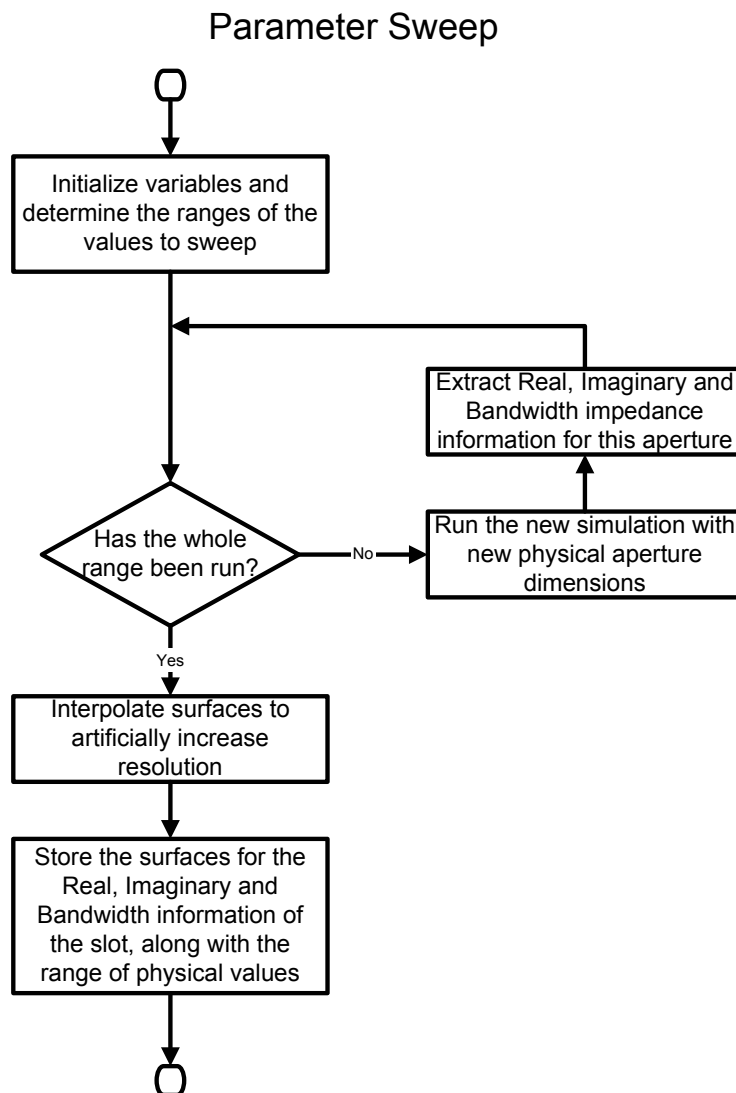 Parameter Sweep
Initialize variables and
determine the ranges of the
values to sweep
Extract Real, Imaginary and
Bandwidth impedance
information for this aperture
Has the whole
range been run?
No
Run the new simulation with
new physical aperture
dimensions
Yes
Interpolate surfaces to
artificially increase
resolution
Store the surfaces for the
Real, Imaginary and
Bandwidth information of
the slot, along with the
range of physical values